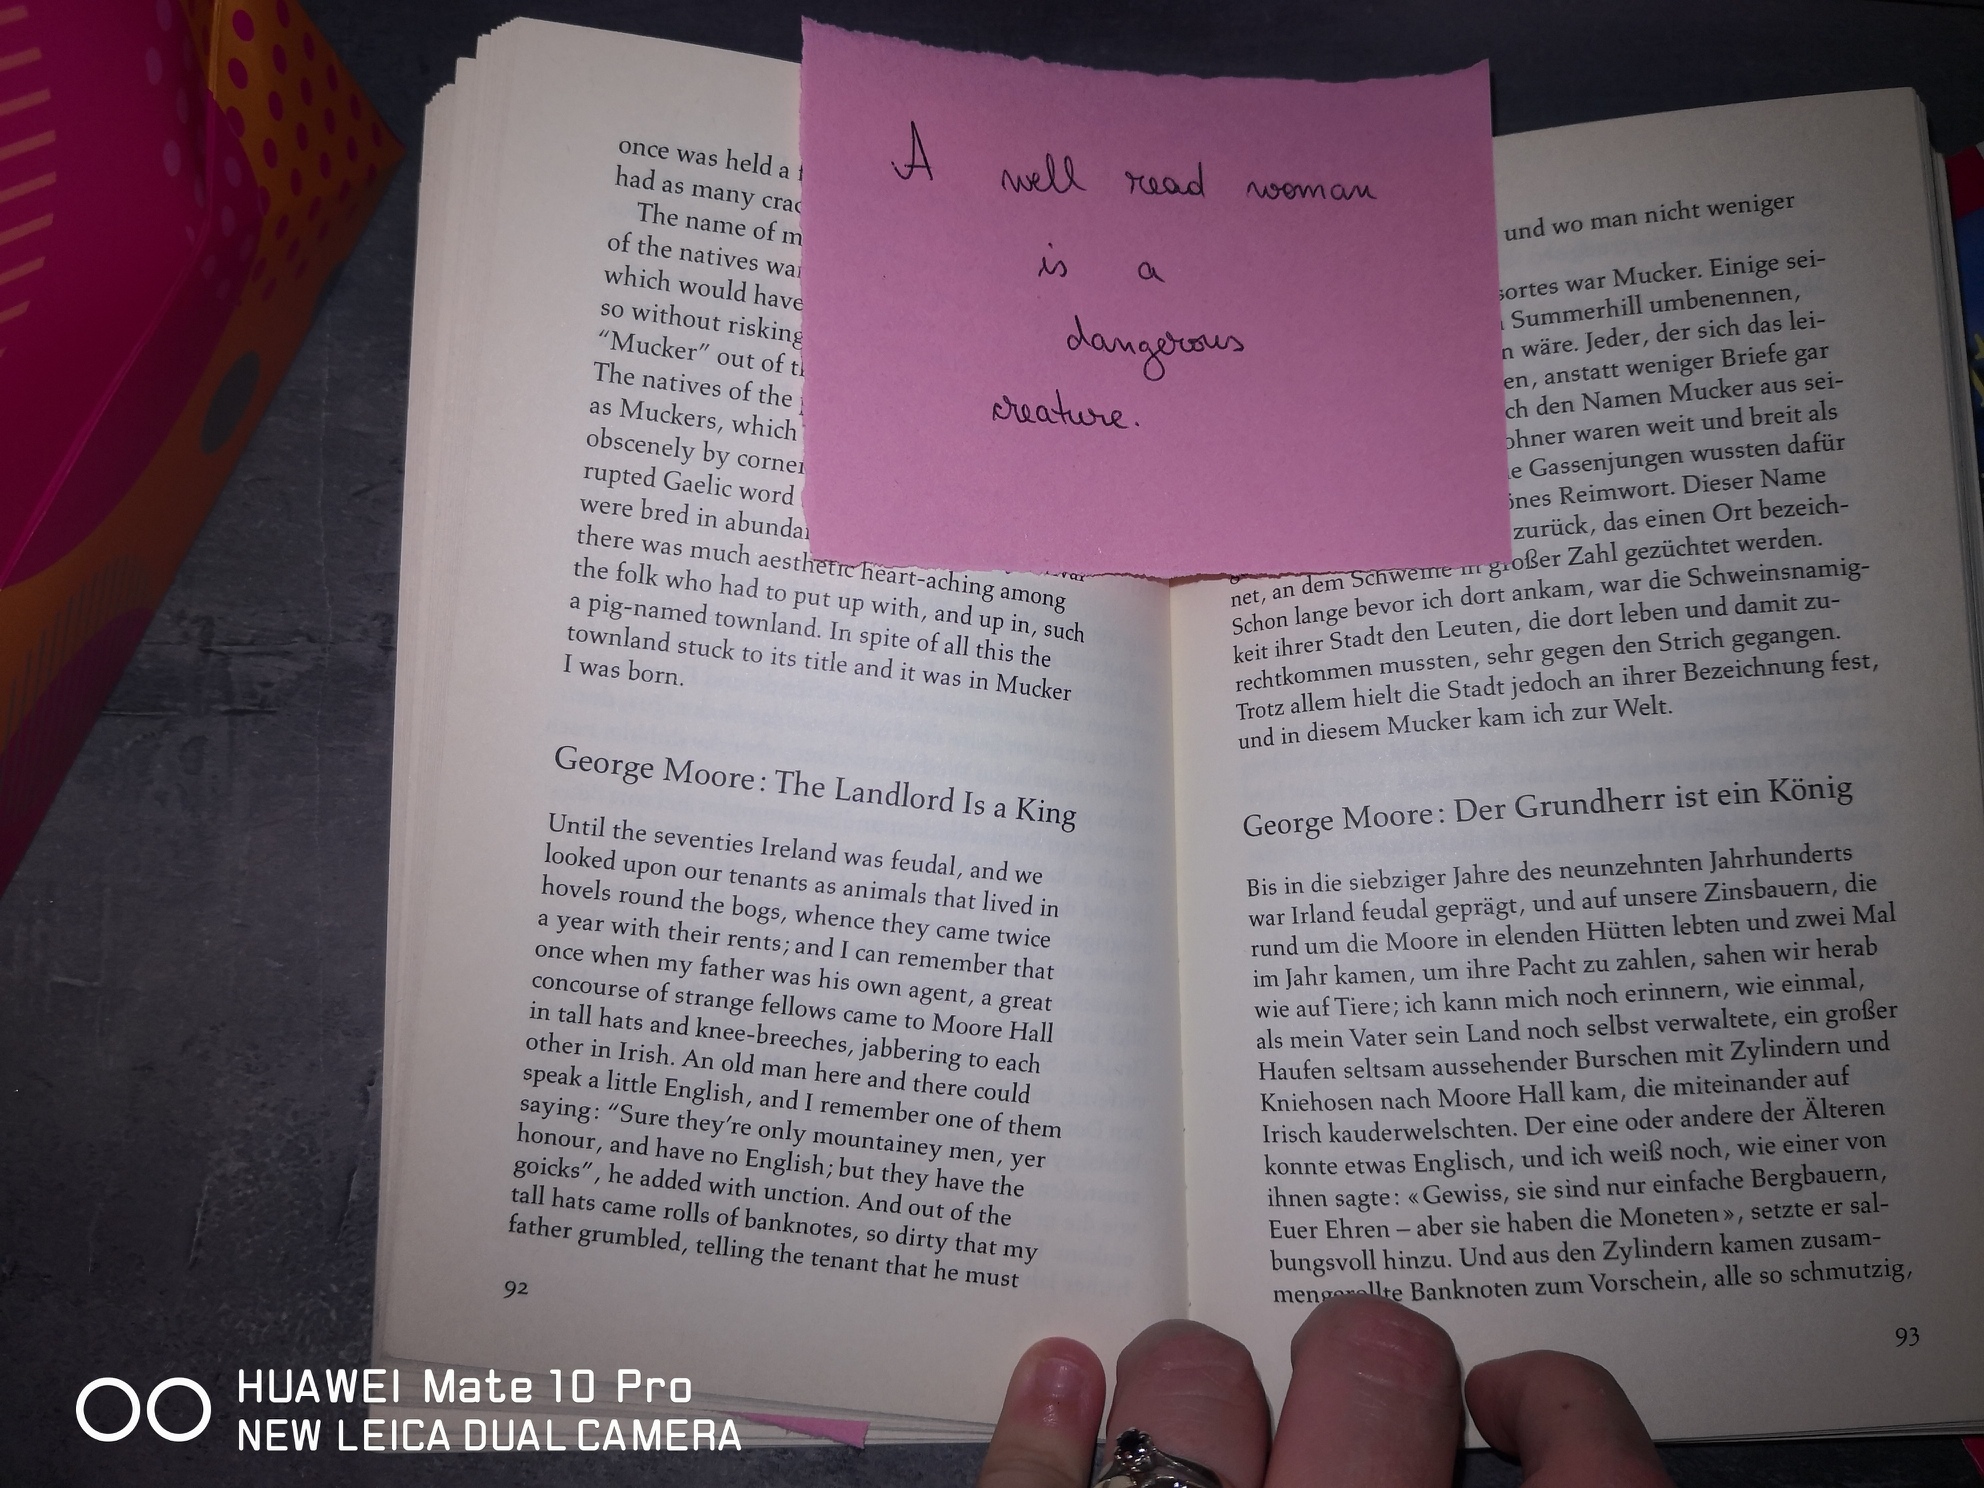 A well read woman
is a
dangerous
creature.
once was held a
had as many crac
The name of m
of the natives wa
which would have
so without risking
"Mucker" out of t
The natives of the
as Muckers, which
obscenely by corner
rupted Gaelic word
were bred in abunda
there was much aesthetic heart-aching among
the folk who had to put up with, and up in, such
a pig-named townland. In spite of all this the
townland stuck to its title and it was in Mucker
I was born.
George Moore: The Landlord Is a King
Until the seventies Ireland was feudal, and we
looked upon our tenants as animals that lived in
hovels round the bogs, whence they came twice
a year with their rents; and I can remember that
once when my father was his own agent, a great
concourse of strange fellows came to Moore Hall
in tall hats and knee-breeches, jabbering to each
other in Irish. An old man here and there could
speak a little English, and I remember one of them
saying: "Sure they're only mountainey men, yer
honour, and have no English; but they have the
goicks", he added with unction. And out of the
tall hats came rolls of banknotes, so dirty that my
father grumbled, telling the tenant that he must
92
und wo man nicht weniger
sortes war Mucker. Einige sei-
Summerhill umbenennen,
n wäre. Jeder, der sich das lei-
en, anstatt weniger Briefe gar
ch den Namen Mucker aus sei-
ohner waren weit und breit als
e Gassenjungen wussten dafür
önes Reimwort. Dieser Name
zurück, das einen Ort bezeich-
net, an dem Schweine in großer Zahl gezüchtet werden.
Schon lange bevor ich dort ankam, war die Schweinsnamig-
keit ihrer Stadt den Leuten, die dort leben und damit zu-
rechtkommen mussten, sehr gegen den Strich gegangen.
Trotz allem hielt die Stadt jedoch an ihrer Bezeichnung fest,
und in diesem Mucker kam ich zur Welt.
George Moore: Der Grundherr ist ein König
Bis in die siebziger Jahre des neunzehnten Jahrhunderts
war Irland feudal geprägt, und auf unsere Zinsbauern, die
rund um die Moore in elenden Hütten lebten und zwei Mal
im Jahr kamen, um ihre Pacht zu zahlen, sahen wir herab
wie auf Tiere; ich kann mich noch erinnern, wie einmal,
als mein Vater sein Land noch selbst verwaltete, ein großer
Haufen seltsam aussehender Burschen mit Zylindern und
Kniehosen nach Moore Hall kam, die miteinander auf
Irisch kauderwelschten. Der eine oder andere der Älteren
konnte etwas Englisch, und ich weiß noch, wie einer von
ihnen sagte: «Gewiss, sie sind nur einfache Bergbauern,
Euer Ehren – aber sie haben die Moneten», setzte er sal-
bungsvoll hinzu. Und aus den Zylindern kamen zusam-
mengerollte Banknoten zum Vorschein, alle so schmutzig,
93
HUAWEI Mate 10 Pro
NEW LEICA DUAL CAMERA